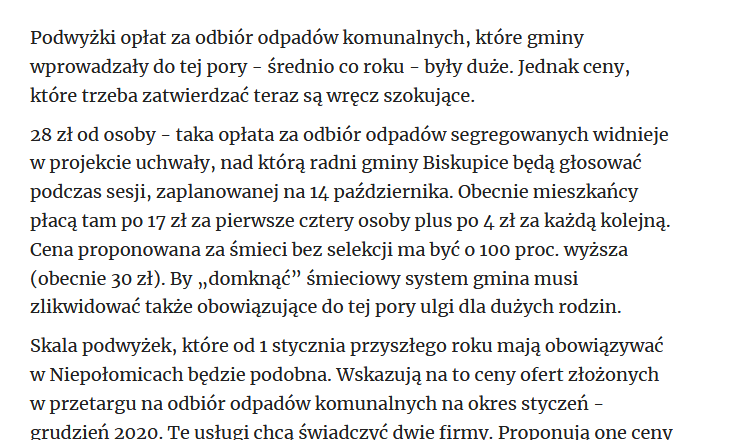 Podwyżki opłat za odbiór odpadów komunalnych, które gminy
wprowadzały do tej pory - średnio co roku - były duże. Jednak ceny,
które trzeba zatwierdzać teraz są wręcz szokujące.
28 zł od osoby - taka opłata za odbiór odpadów segregowanych widnieje
w projekcie uchwały, nad którą radni gminy Biskupice będą głosować
podczas sesji, zaplanowanej na 14 października. Obecnie mieszkańcy
płacą tam po 17 zł za pierwsze cztery osoby plus po 4 zł za każdą kolejną.
Cena proponowana za śmieci bez selekcji ma być o 100 proc. wyższa
(obecnie 30 zł). By „domknąć” śmieciowy system gmina musi
zlikwidować także obowiązujące do tej pory ulgi dla dużych rodzin.
Skala podwyżek, które od 1 stycznia przyszłego roku mają obowiązywać
w Niepołomicach będzie podobna. Wskazują na to ceny ofert złożonych
w przetargu na odbiór odpadów komunalnych na okres styczeń -
grudzień 2020. Te usługi chcą świadczyć dwie firmy. Proponują one ceny